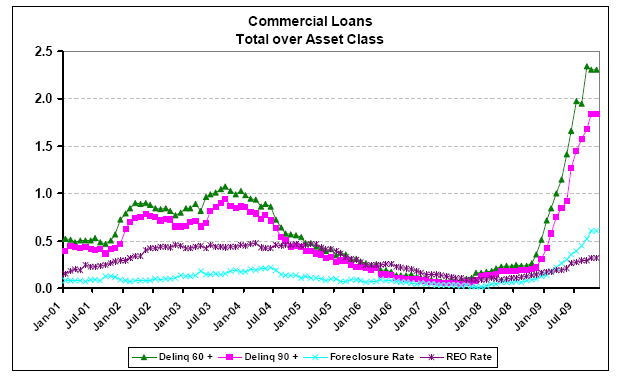 Commercial Loans
Total over Asset Class
2.5
2.0
1.5
1.0
0.5
0.0
Jan-01
Jul-01
Jan-02
Jul-02
Jan-03
Jul-03
Jan-04
Jul-04
Jan-05
Jul-05
Jan-06
Jul-06
Jan-07
Jul-07
Jan-08
Jul-08
Jan-09
Jul-09
Delinq 60 + Delinq 90 + Foreclosure Rate REO Rate